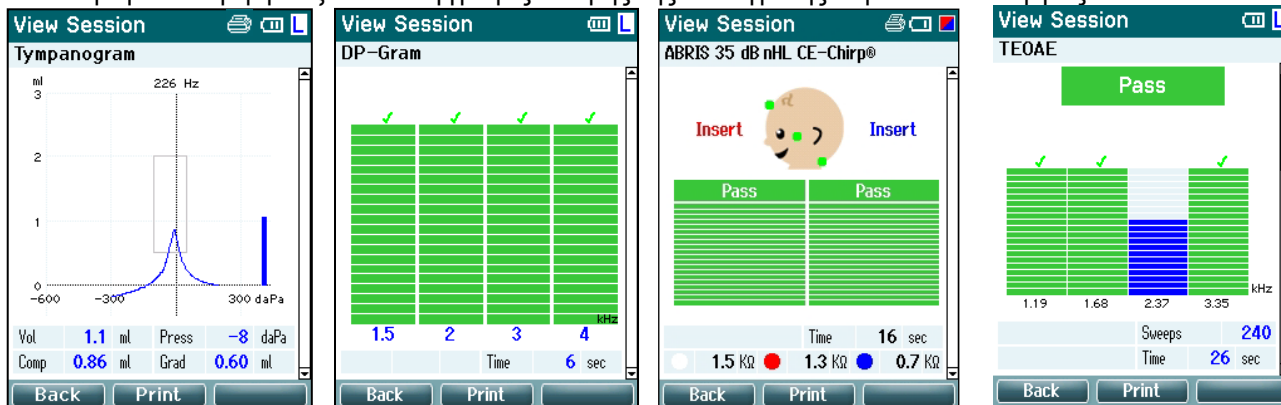 View Session L
Tympanogram
ml
226 Hz
3
2
1
0
-600 -300 300 daPa
Vol 1.1 ml Press -8 daPa
Comp 0.86 ml Grad 0.60 ml
Back Print
View Session L
DP-Gram
kHz
1.5 2 3 4
Time 6 sec
Back Print
View Session
ABRIS 35 dB nHL CE-Chirp®
Insert Insert
Pass Pass
Time 16 sec
1.5 KΩ 1.3 KΩ 0.7 KΩ
Back Print
View Session L
TEOAE
Pass
kHz
1.19 1.68 2.37 3.35
Sweeps 240
Time 26 sec
Back Print